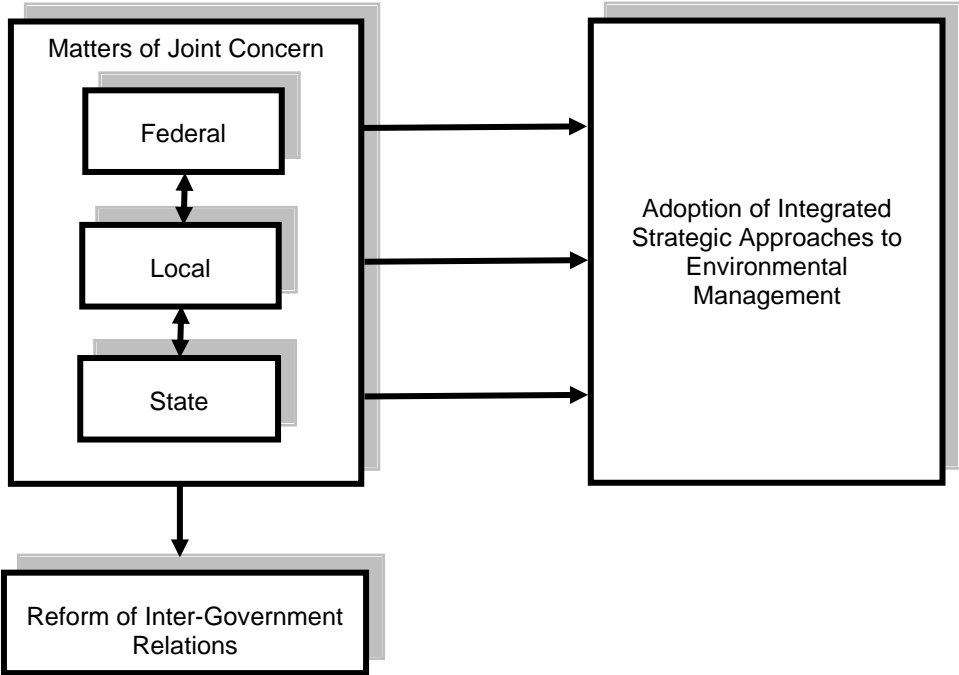 Matters of Joint Concern
Federal
Local
State
Adoption of Integrated
Strategic Approaches to
Environmental
Management
Reform of Inter-Government
Relations